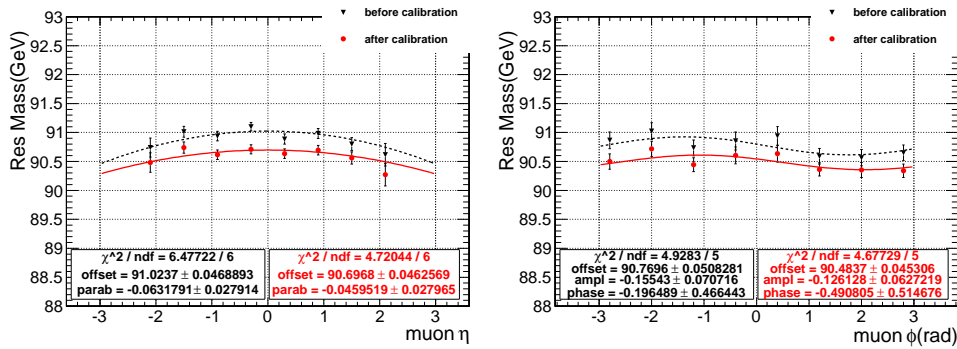 before calibration
after calibration
Res Mass(GeV)
93
92.5
92
91.5
91
90.5
90
89.5
89
88.5
88
χ^2 / ndf = 6.47722 / 6
offset = 91.0237 ± 0.0468893
parab = -0.0631791 ± 0.027914
χ^2 / ndf = 4.72044 / 6
offset = 90.6968 ± 0.0462569
parab = -0.0459519 ± 0.027965
-3 -2 -1 0 1 2 3
muon η
before calibration
after calibration
Res Mass(GeV)
93
92.5
92
91.5
91
90.5
90
89.5
89
88.5
88
χ^2 / ndf = 4.9283 / 5
offset = 90.7696 ± 0.0508281
ampl = -0.15543 ± 0.070716
phase = -0.196489 ± 0.466443
χ^2 / ndf = 4.67729 / 5
offset = 90.4837 ± 0.045306
ampl = -0.126128 ± 0.0627219
phase = -0.490805 ± 0.514676
-3 -2 -1 0 1 2 3
muon ϕ(rad)